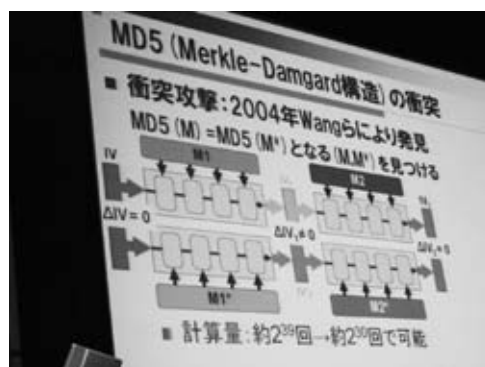 MD5 (Merkle-Damgard構造) の衝突
■ 衝突攻撃:2004年Wangらにより発見
MD5 (M) =MD5 (M*) となる (M,M*) を見つける
IV
M1
M2
ΔIV = 0
ΔIV₁≠0
M1*
M2*
■ 計算量:約2³⁹回→約2³⁰回で可能